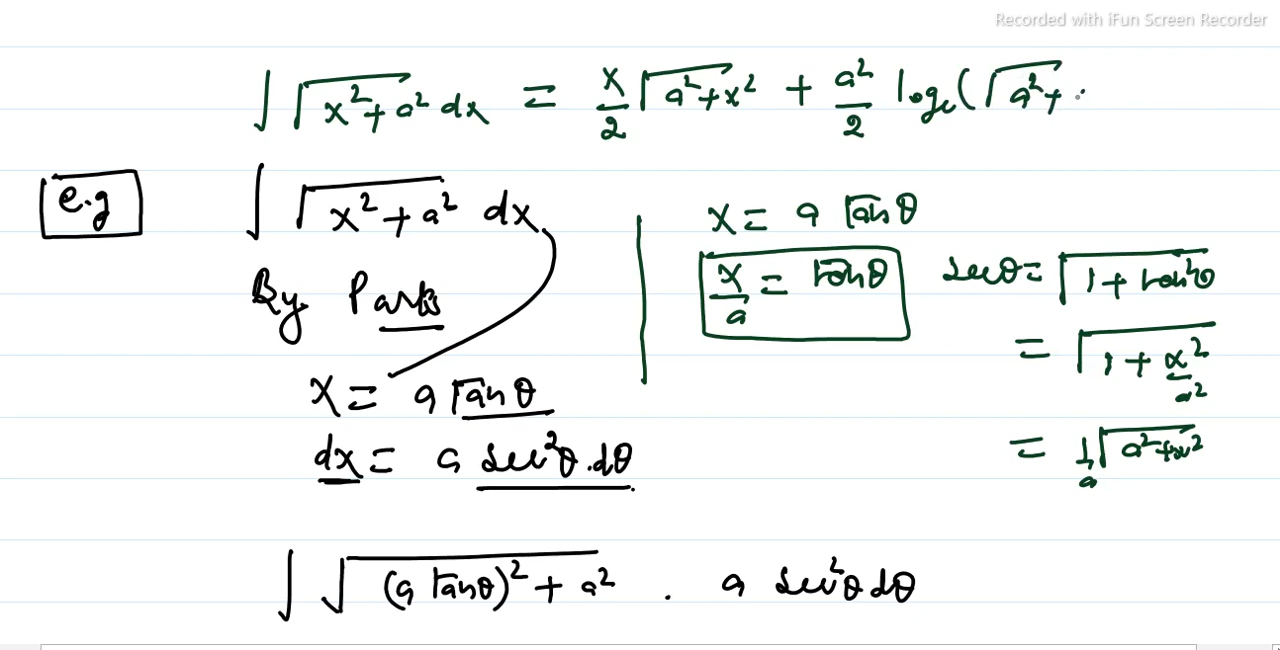 Recorded with iFun Screen Recorder
∫ √(x² + a²) dx = x/2 √(a² + x²) + a²/2 logₑ(√(a² +
e.g ∫ √(x² + a²) dx
x = a tanθ
By Parts
x/a = tanθ
secθ = √(1 + tan²θ)
= √(1 + x²/a²)
x = a tanθ
dx = a sec²θ.dθ
= 1/a √(a² + x²)
∫ √((a tanθ)² + a²) . a sec²θ dθ